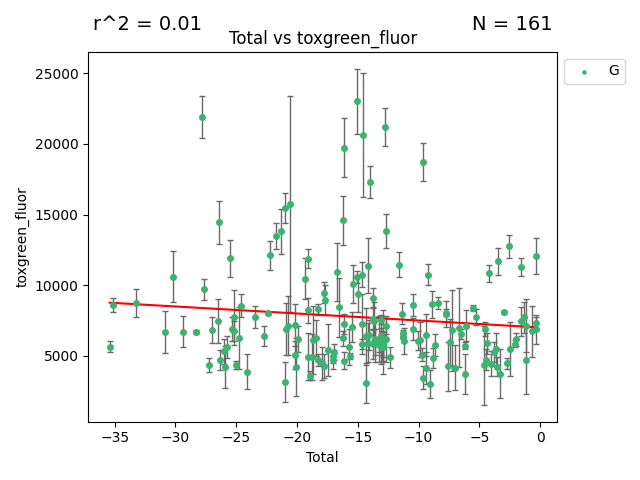 r^2 = 0.01
N = 161
Total vs toxgreen_fluor
G
25000
20000
15000
10000
5000
toxgreen_fluor
−35
−30
−25
−20
−15
−10
−5
0
Total